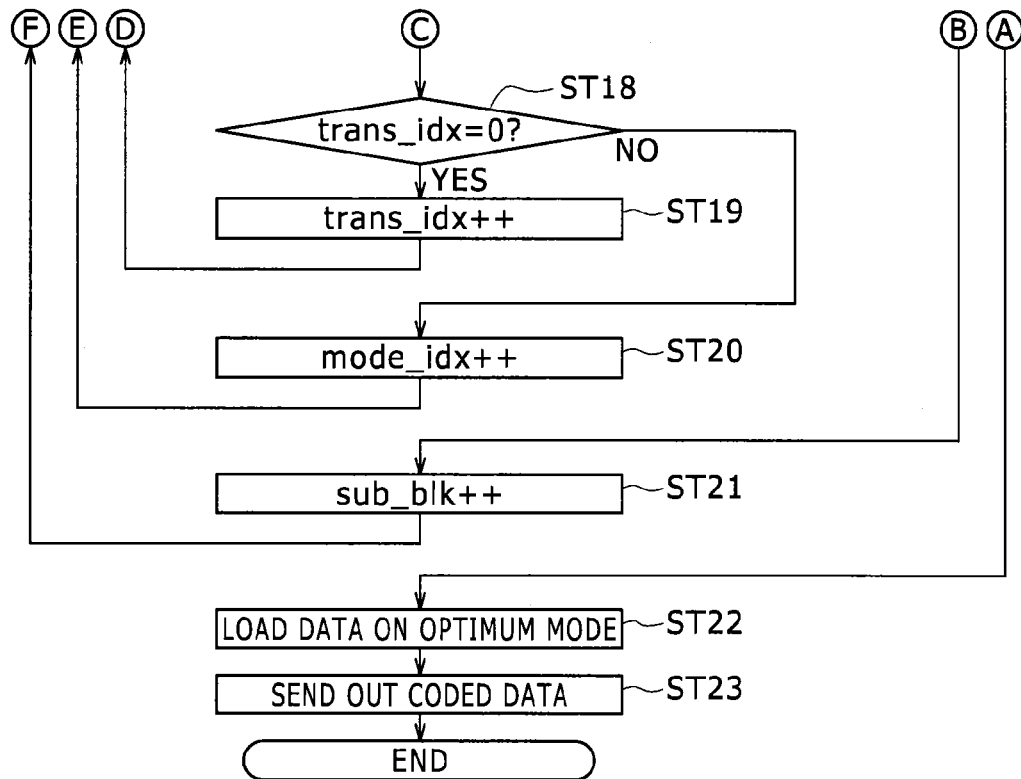 F E D C B A
ST18
trans_idx=0?
NO
YES
trans_idx++ ST19
mode_idx++ ST20
sub_blk++ ST21
LOAD DATA ON OPTIMUM MODE ST22
SEND OUT CODED DATA ST23
END